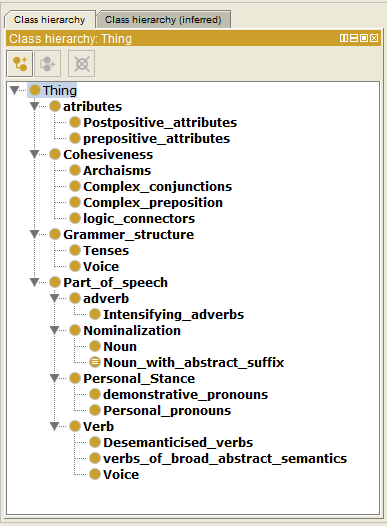 Class hierarchy Class hierarchy (inferred)
Class hierarchy: Thing
Thing
atributes
Postpositive_attributes
prepositive_attributes
Cohesiveness
Archaisms
Complex_conjunctions
Complex_preposition
logic_connectors
Grammer_structure
Tenses
Voice
Part_of_speech
adverb
Intensifying_adverbs
Nominalization
Noun
Noun_with_abstract_suffix
Personal_Stance
demonstrative_pronouns
Personal_pronouns
Verb
Desemanticised_verbs
verbs_of_broad_abstract_semantics
Voice